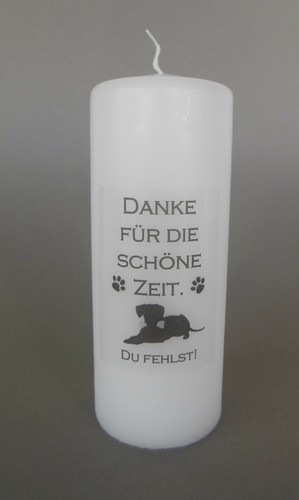 DANKE
FÜR DIE
SCHÖNE
ZEIT.
DU FEHLST!